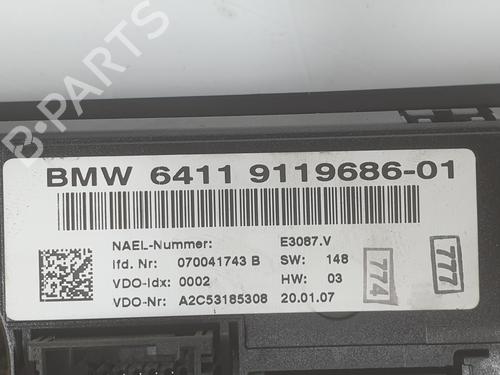 B-PARTS
BMW 6411 9119686-01
NAEL-Nummer: E3087.V
lfd. Nr: 070041743 B SW: 148
VDO-Idx: 0002 HW: 03
VDO-Nr: A2C53185308 20.01.07
774
777